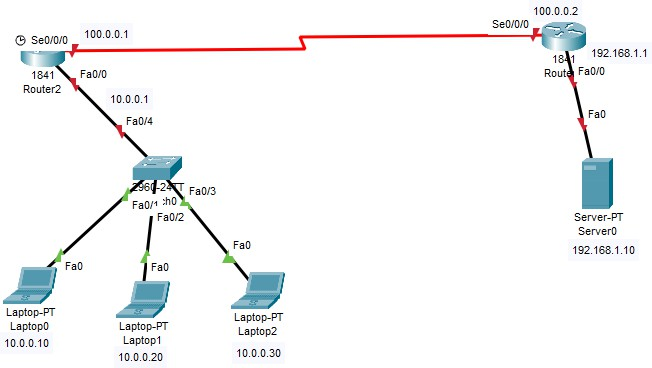 100.0.0.2
Se0/0/0
100.0.0.1
Se0/0/0
192.168.1.1
1841
Router2
Fa0/0
1841
Router
Fa0/0
10.0.0.1
Fa0/4
Fa0
2960-24TT
Fa0/3
Fa0/1
Fa0/2
Server-PT
Server0
192.168.1.10
Fa0
Fa0
Fa0
Laptop-PT
Laptop0
10.0.0.10
Laptop-PT
Laptop1
10.0.0.20
Laptop-PT
Laptop2
10.0.0.30